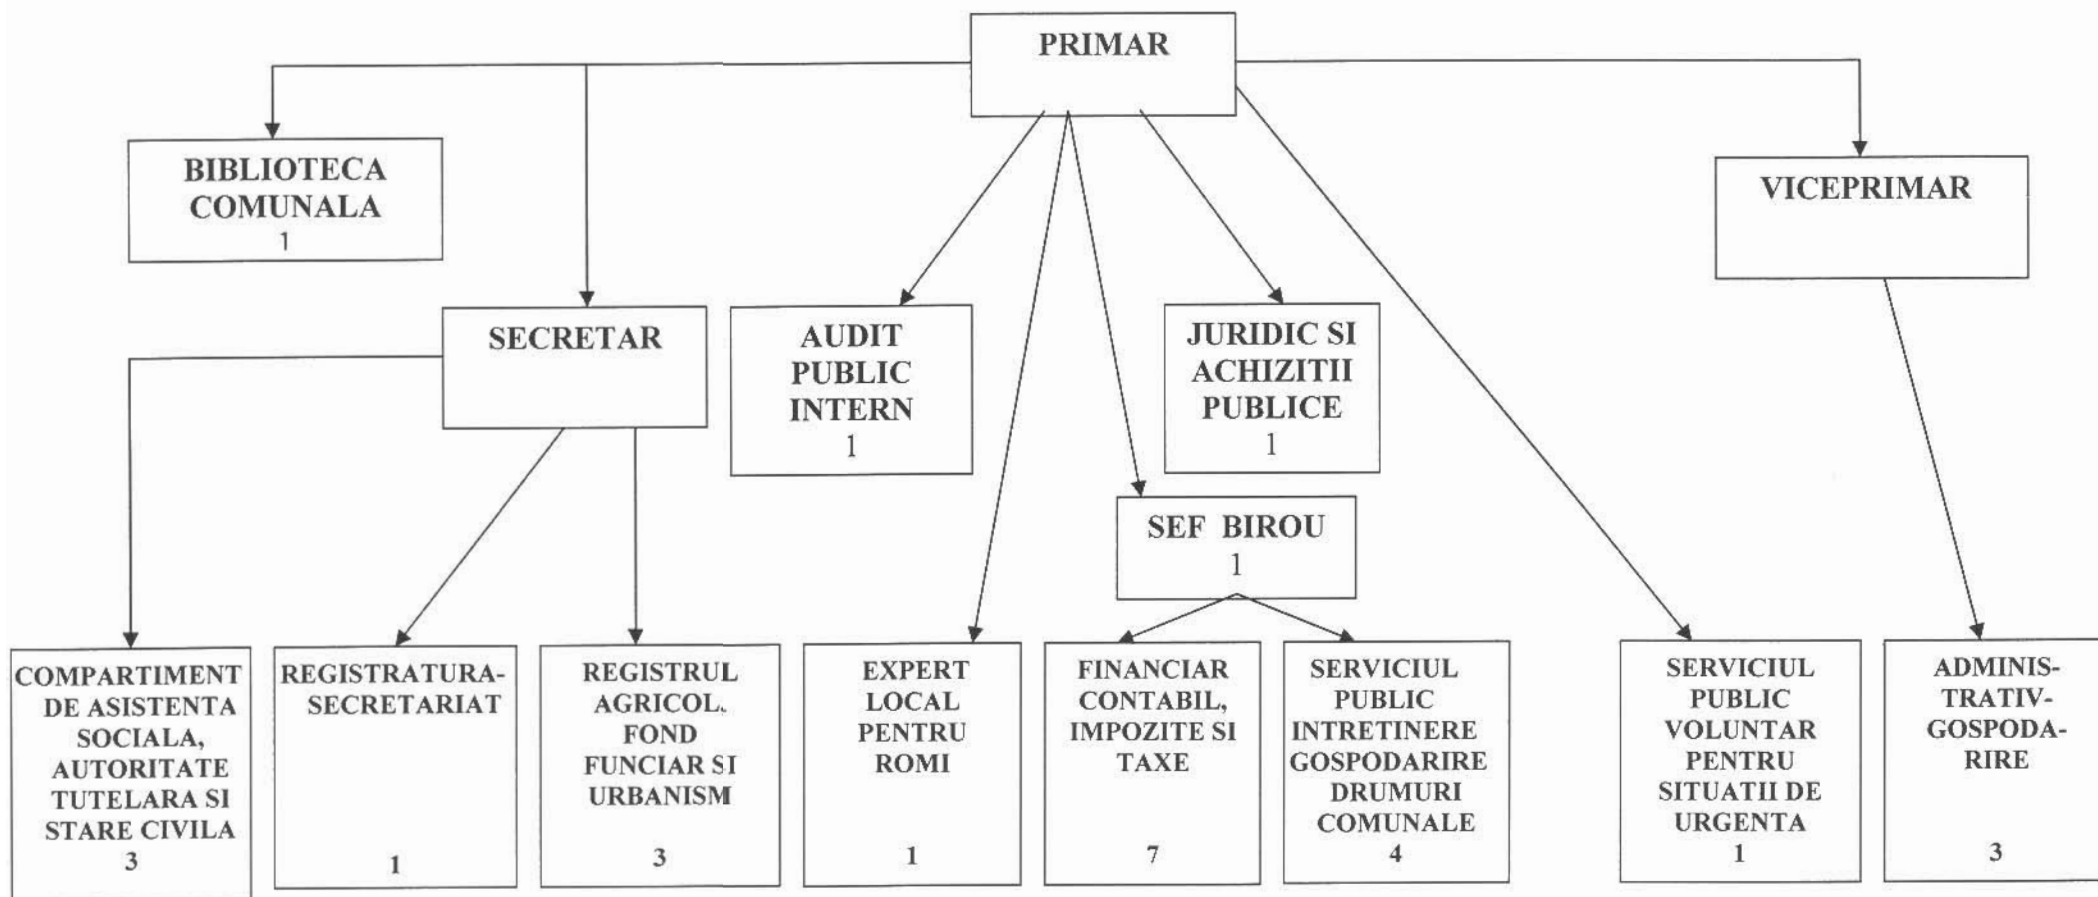 PRIMAR
BIBLIOTECA
COMUNALA
1
VICEPRIMAR
SECRETAR
AUDIT
PUBLIC
INTERN
1
JURIDIC SI
ACHIZITII
PUBLICE
1
SEF BIROU
1
COMPARTIMENT
DE ASISTENTA
SOCIALA,
AUTORITATE
TUTELARA SI
STARE CIVILA
3
REGISTRATURA-
SECRETARIAT
1
REGISTRUL
AGRICOL,
FOND
FUNCIAR SI
URBANISM
3
EXPERT
LOCAL
PENTRU
ROMI
1
FINANCIAR
CONTABIL,
IMPOZITE SI
TAXE
7
SERVICIUL
PUBLIC
INTRETINERE
GOSPODARIRE
DRUMURI
COMUNALE
4
SERVICIUL
PUBLIC
VOLUNTAR
PENTRU
SITUATII DE
URGENTA
1
ADMINIS-
TRATIV-
GOSPODA-
RIRE
3